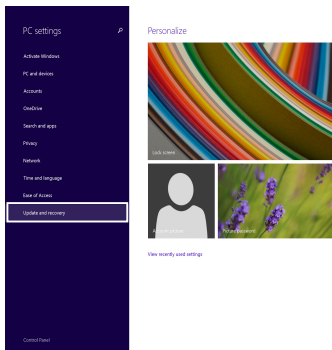 PC settings
Activate Windows
PC and devices
Accounts
OneDrive
Search and apps
Privacy
Network
Time and language
Ease of Access
Update and recovery
Control Panel
Personalize
Lock screen
Account picture
Picture password
View recently used settings